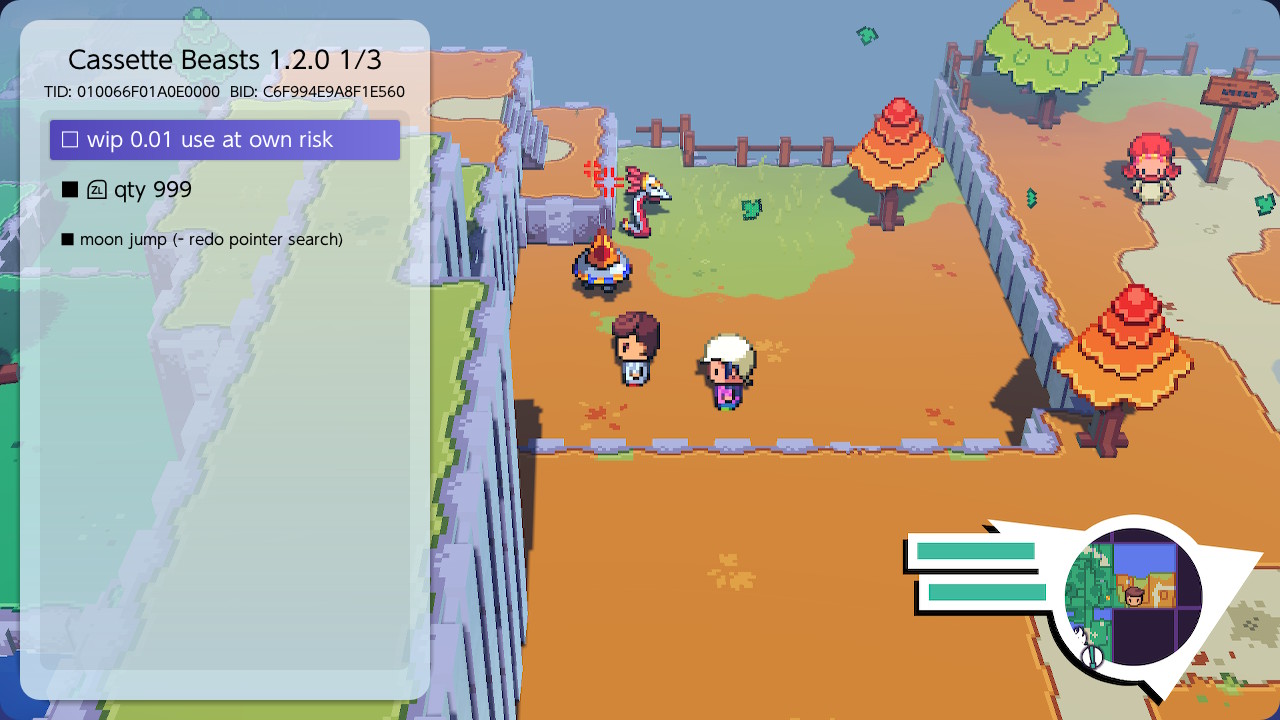 Cassette Beasts 1.2.0 1/3
TID: 010066F01A0E0000 BID: C6F994E9A8F1E560
□ wip 0.01 use at own risk
■ ZL qty 999
■ moon jump (- redo pointer search)